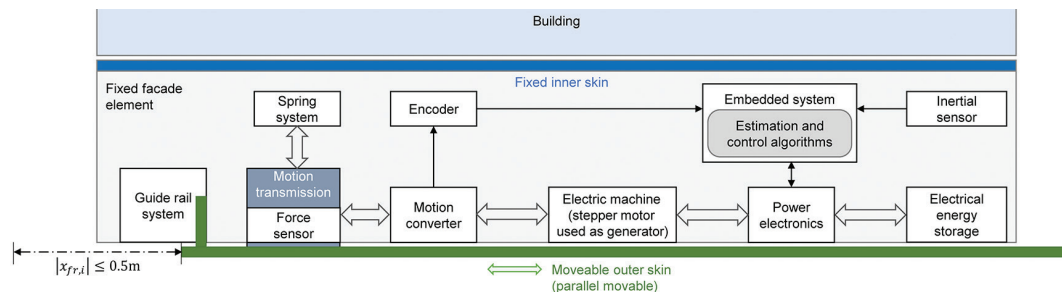 Building
Fixed inner skin
Fixed facade
element
Spring
system
Encoder
Embedded system
Estimation and
control algorithms
Inertial
sensor
Guide rail
system
Motion
transmission
Force
sensor
Motion
converter
Electric machine
(stepper motor
used as generator)
Power
electronics
Electrical
energy
storage
|x_{fr,i}| ≤ 0.5m
Moveable outer skin
(parallel movable)